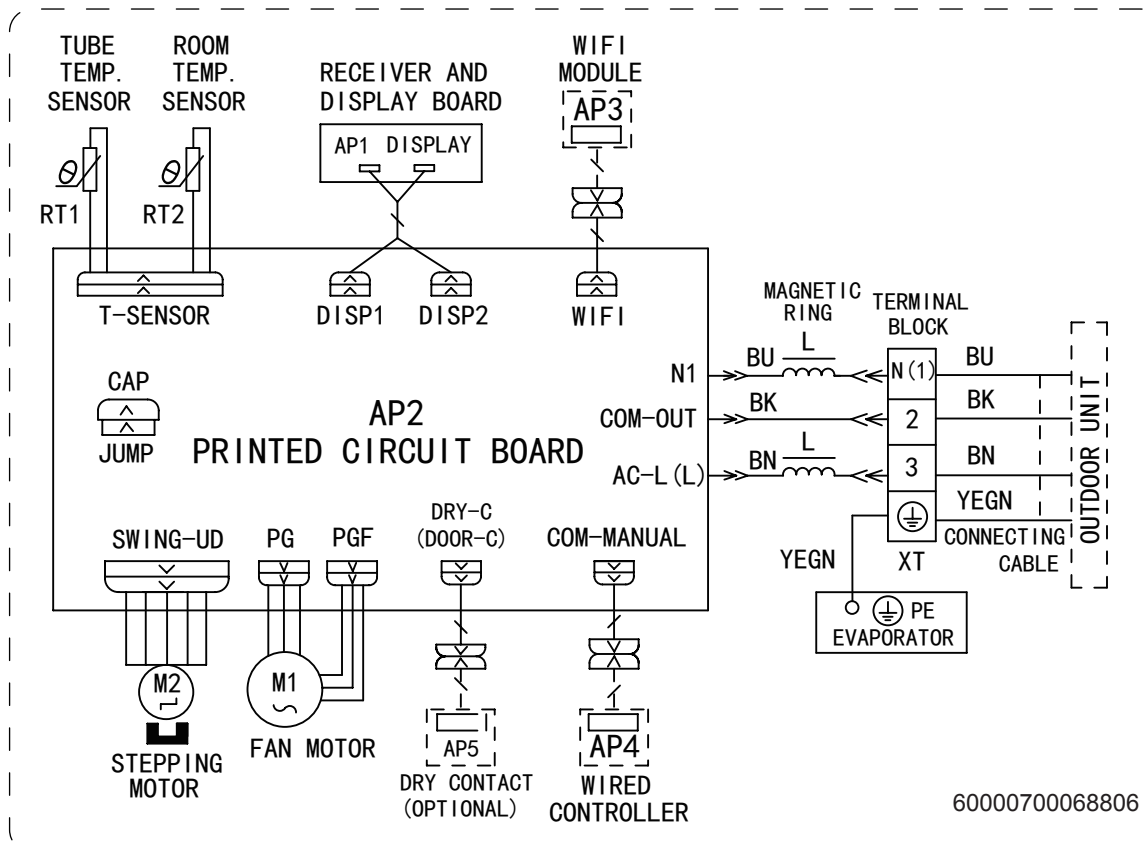 TUBE
TEMP.
SENSOR
ROOM
TEMP.
SENSOR
RECEIVER AND
DISPLAY BOARD
WIFI
MODULE
AP3
AP1 DISPLAY
θ
RT1
θ
RT2
T-SENSOR
DISP1
DISP2
WIFI
MAGNETIC
RING
TERMINAL
BLOCK
N1
BU
L
N(1)
BU
CAP
JUMP
AP2
PRINTED CIRCUIT BOARD
COM-OUT
BK
2
BK
AC-L(L)
BN
L
3
BN
YEGN
OUTDOOR UNIT
CONNECTING
CABLE
XT
YEGN
PE
EVAPORATOR
SWING-UD
PG
PGF
DRY-C
(DOOR-C)
COM-MANUAL
M2
STEPPING
MOTOR
M1
FAN MOTOR
AP5
DRY CONTACT
(OPTIONAL)
AP4
WIRED
CONTROLLER
60000700068806